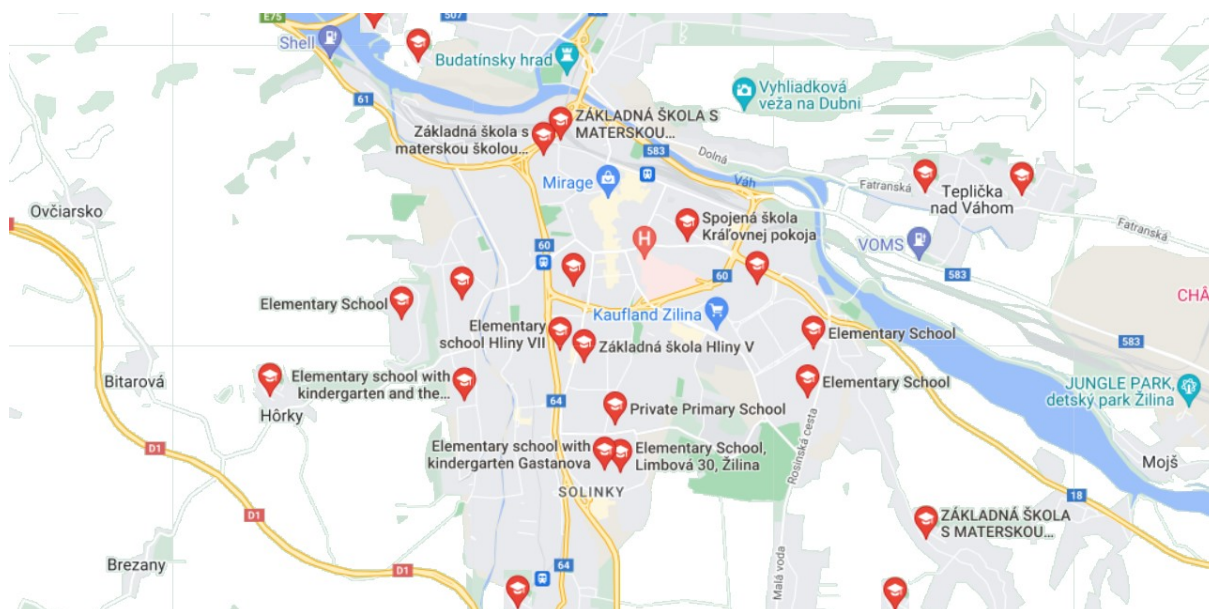 E75
507
Shell
Budatínsky hrad
61
Vyhliadková
veža na Dubni
ZÁKLADNÁ ŠKOLA S
MATERSKOU...
Základná škola s
materskou školou...
583
Dolná
Váh
Mirage
Fatranská
Teplička
nad Váhom
Fatranská
Ovčiarsko
Spojená škola
Kráľovnej pokoja
H
VOMS
60
60
583
CHÂ
Elementary School
Kaufland Zilina
Elementary
school Hliny VII
Základná škola Hliny V
Elementary School
583
Bitarová
Hôrky
Elementary school with
kindergarten and the...
Elementary School
JUNGLE PARK,
detský park Žilina
64
Private Primary School
Rosinská cesta
D1
Elementary school with
kindergarten Gastanova
Elementary School,
Limbová 30, Žilina
Mojš
SOLINKY
18
D1
ZÁKLADNÁ ŠKOLA
S MATERSKOU...
Brezany
D1
64
Malá voda